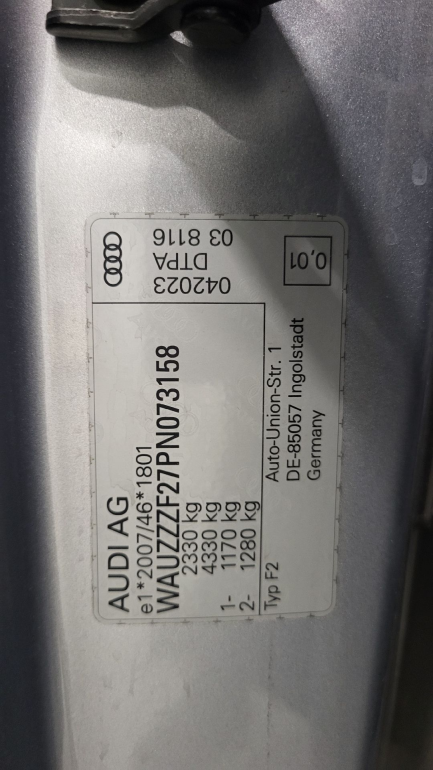 AUDI AG
e1*2007/46*1801
WAUZZZF27PN073158
2330 kg
4330 kg
1- 1170 kg
2- 1280 kg
Typ F2
Auto-Union-Str. 1
DE-85057 Ingolstadt
Germany
042023
DTPA
03 8116
0,01